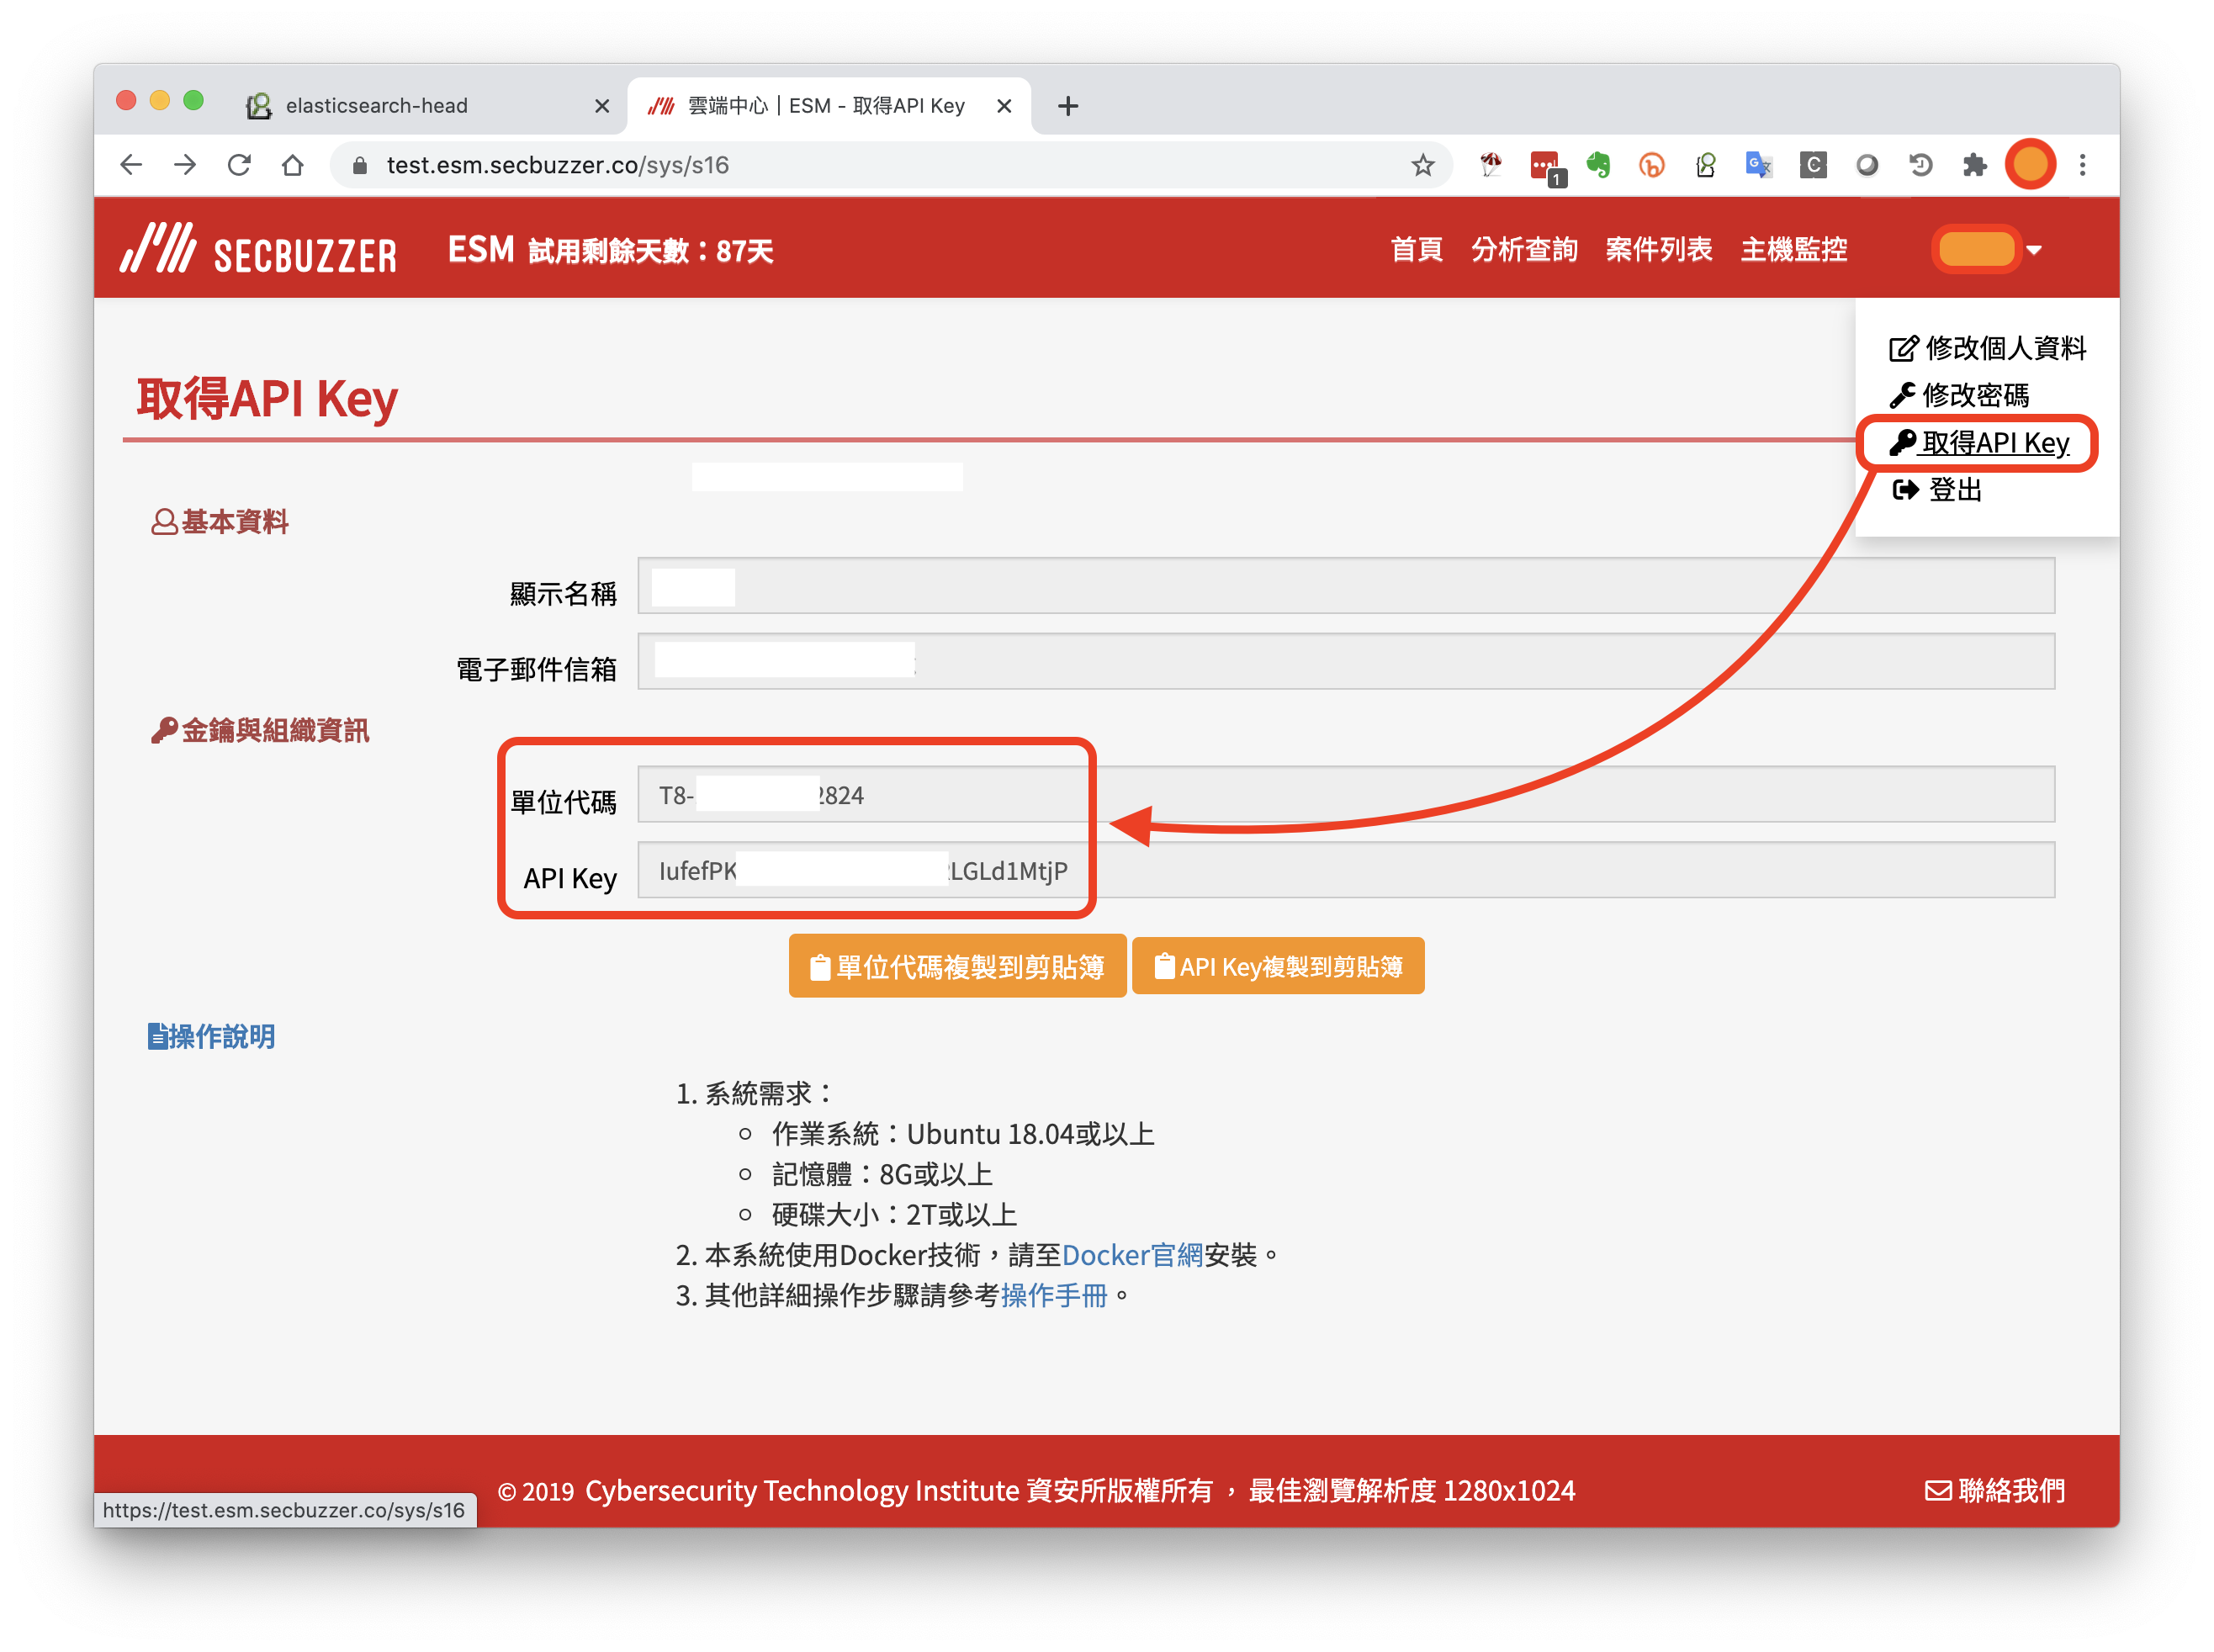 elasticsearch-head
雲端中心 | ESM - 取得API Key
test.esm.secbuzzer.co/sys/s16
1
SECBUZZER
ESM 試用剩餘天數：87天
首頁 分析查詢 案件列表 主機監控
修改個人資料
修改密碼
取得API Key
登出
取得API Key
基本資料
顯示名稱
電子郵件信箱
金鑰與組織資訊
單位代碼 T8- 2824
API Key IufefPK LGLd1MtjP
單位代碼複製到剪貼簿 API Key複製到剪貼簿
操作說明
1. 系統需求：
作業系統：Ubuntu 18.04或以上
記憶體：8G或以上
硬碟大小：2T或以上
2. 本系統使用Docker技術，請至Docker官網安裝。
3. 其他詳細操作步驟請參考操作手冊。
© 2019 Cybersecurity Technology Institute 資安所版權所有， 最佳瀏覽解析度 1280x1024
聯絡我們
https://test.esm.secbuzzer.co/sys/s16